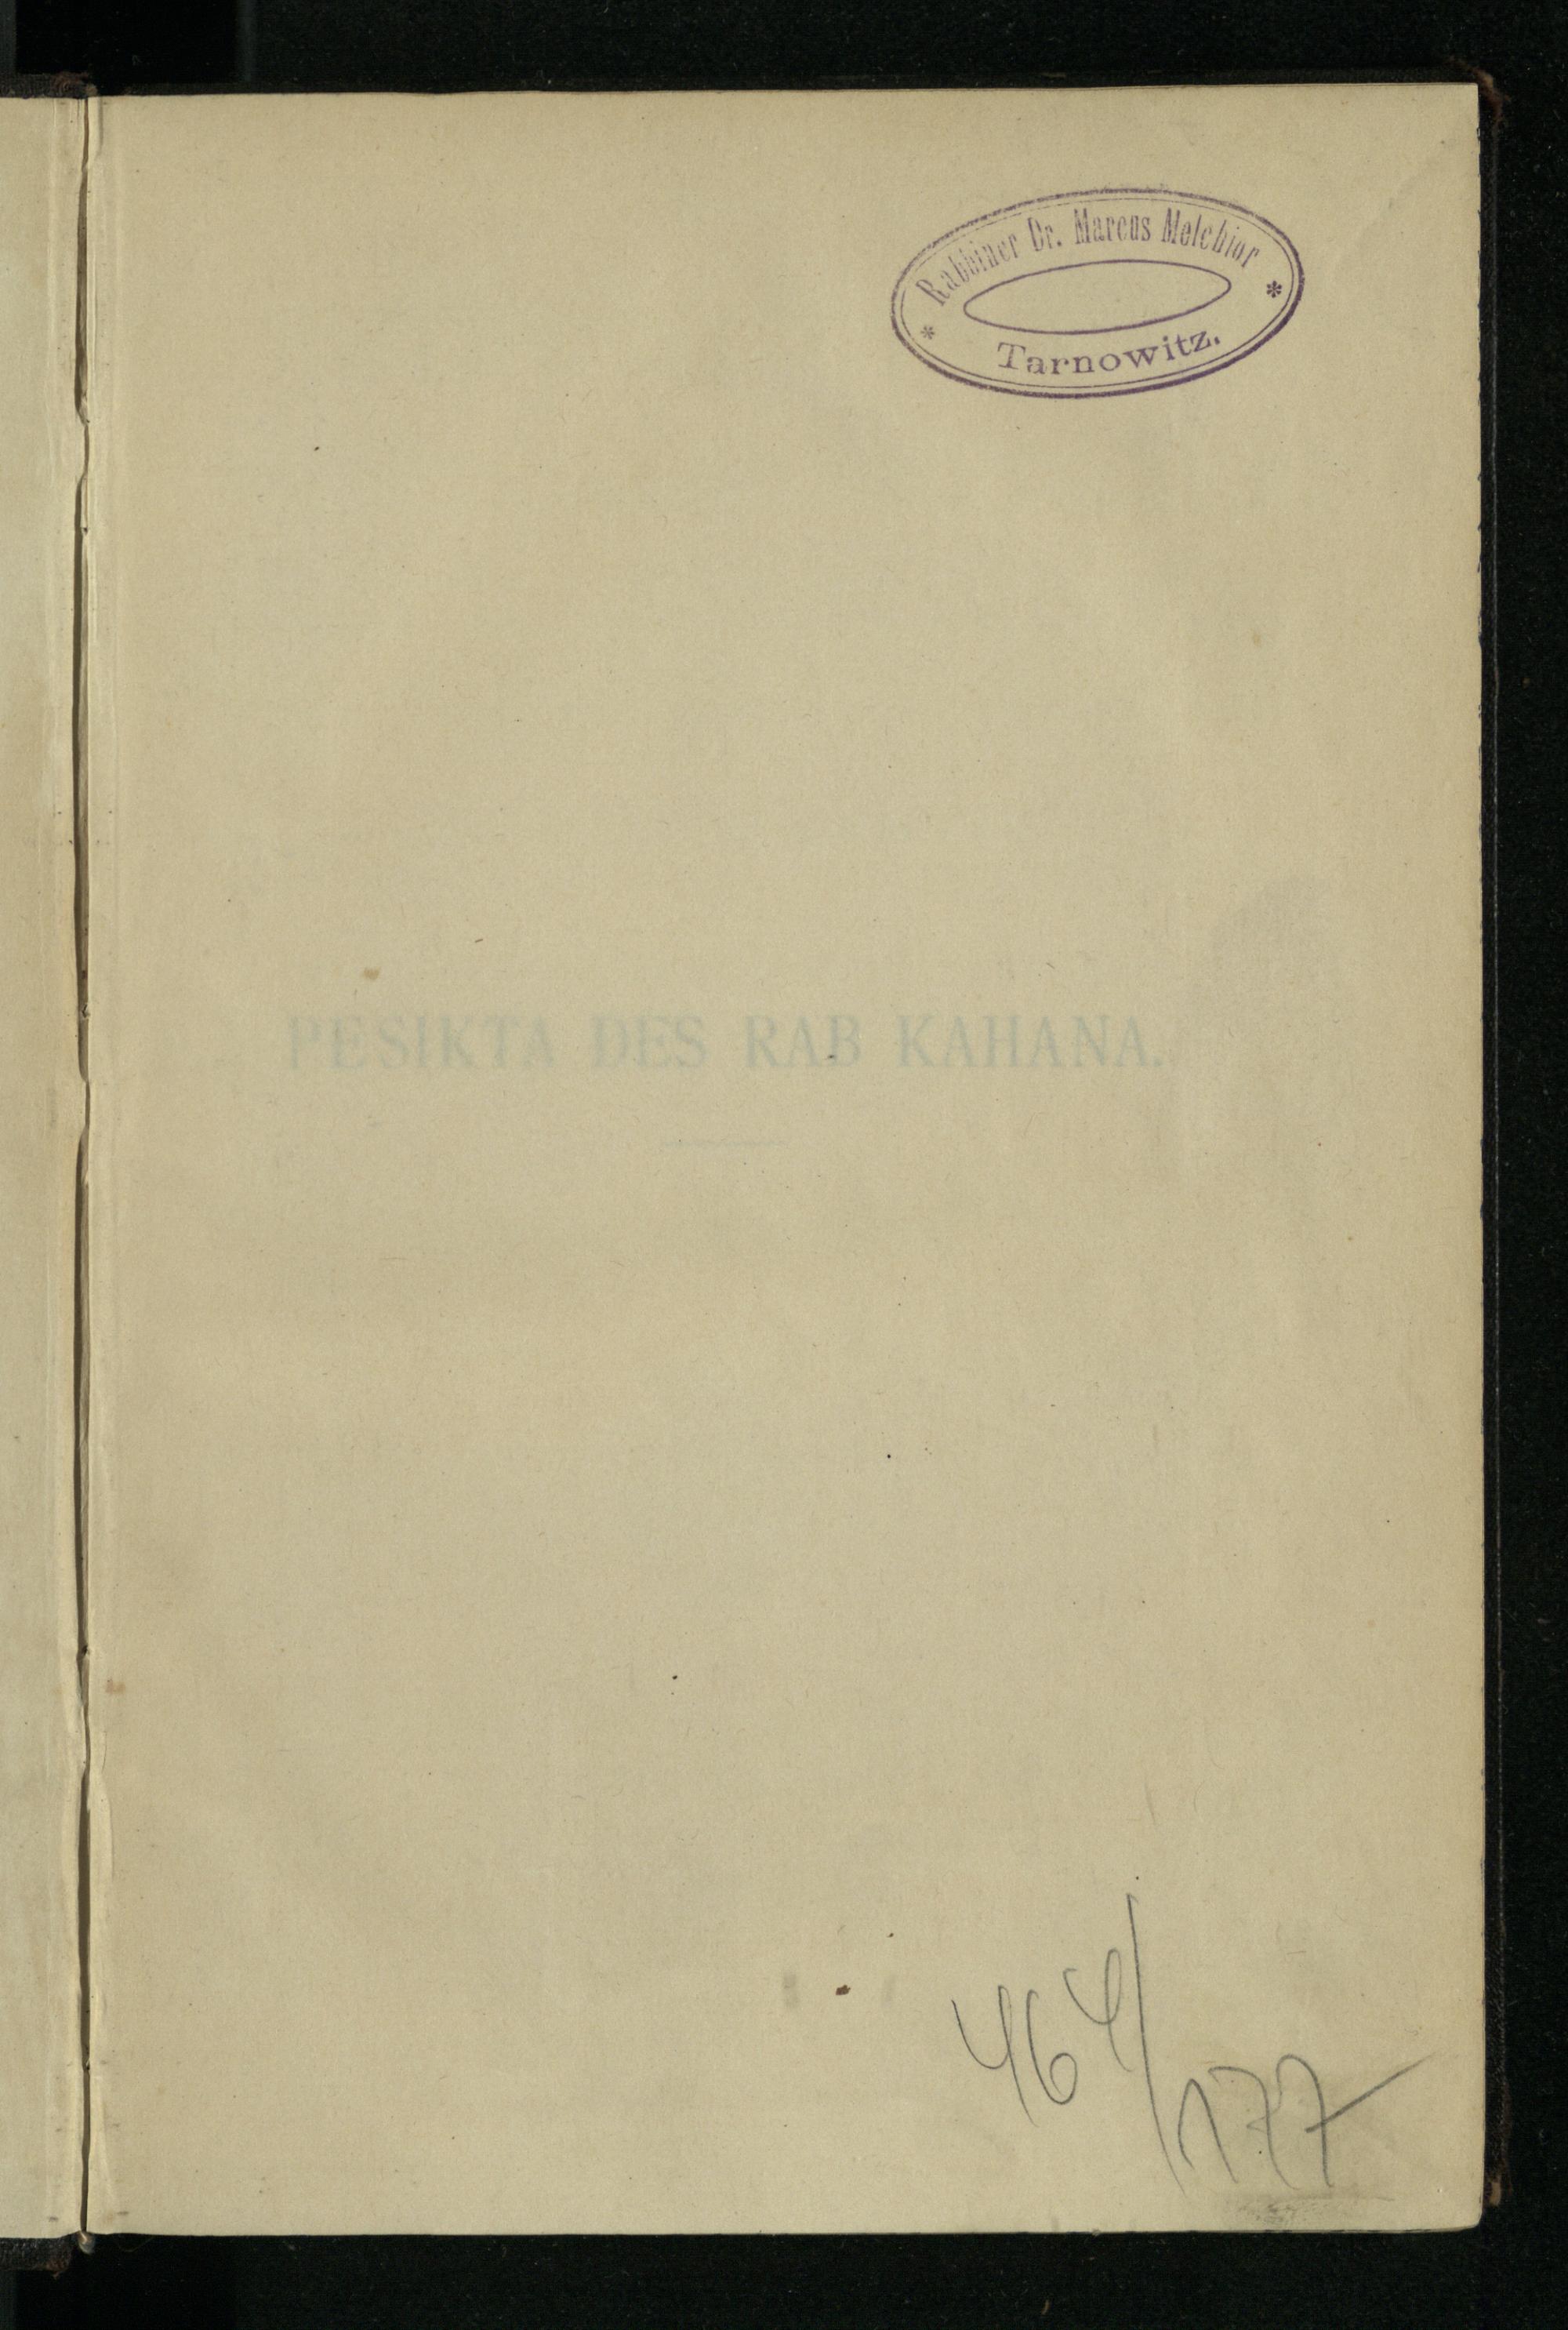 * Rabbiner Dr. Marcus Melchior *
Tarnowitz.
PESIKTA DES RAB KAHANA.
464/177